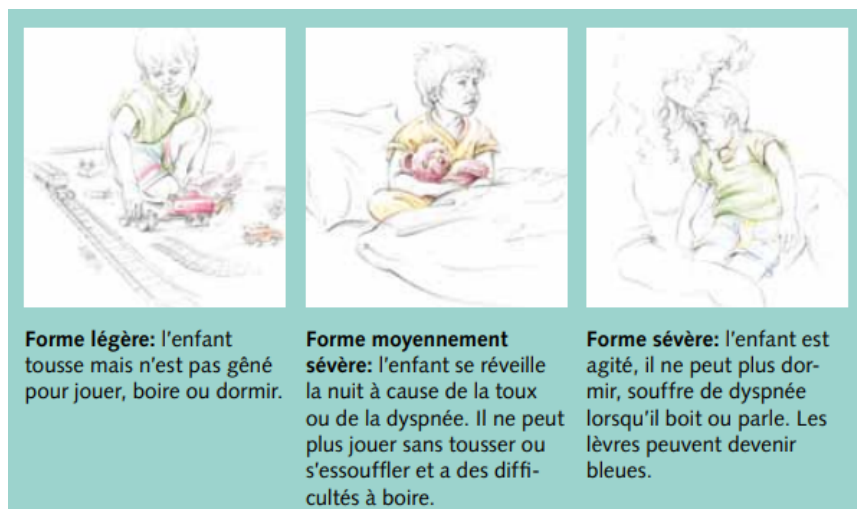 Forme légère: l'enfant
tousse mais n'est pas gêné
pour jouer, boire ou dormir.
Forme moyennement
sévère: l'enfant se réveille
la nuit à cause de la toux
ou de la dyspnée. Il ne peut
plus jouer sans tousser ou
s'essouffler et a des diffi-
cultés à boire.
Forme sévère: l'enfant est
agité, il ne peut plus dor-
mir, souffre de dyspnée
lorsqu'il boit ou parle. Les
lèvres peuvent devenir
bleues.